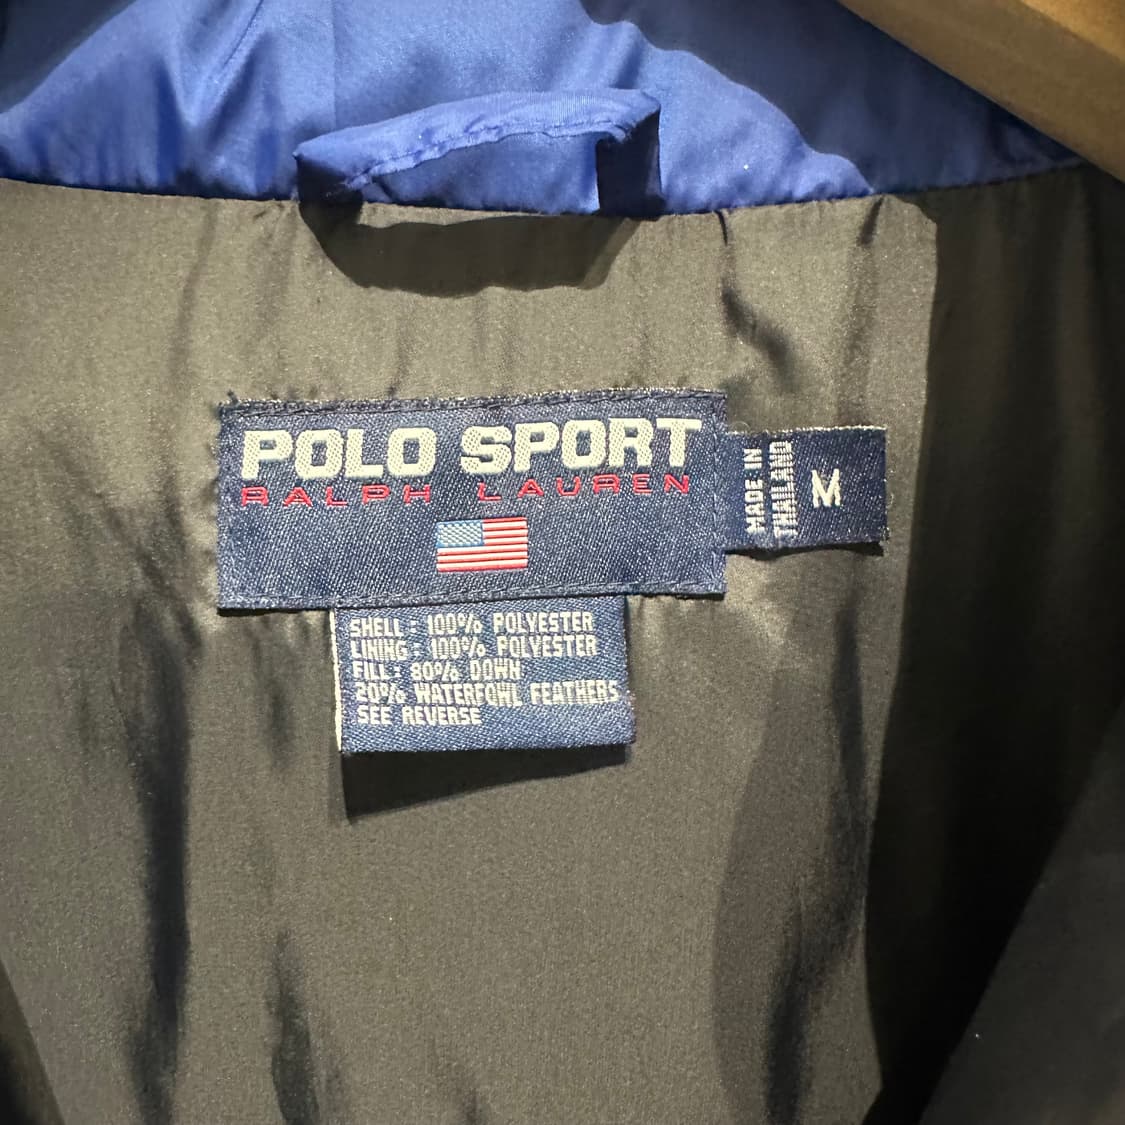 POLO SPORT
RALPH LAUREN
MADE IN
THAILAND
M
SHELL : 100% POLYESTER
LINING : 100% POLYESTER
FILL : 80% DOWN
20% WATERFOWL FEATHERS
SEE REVERSE